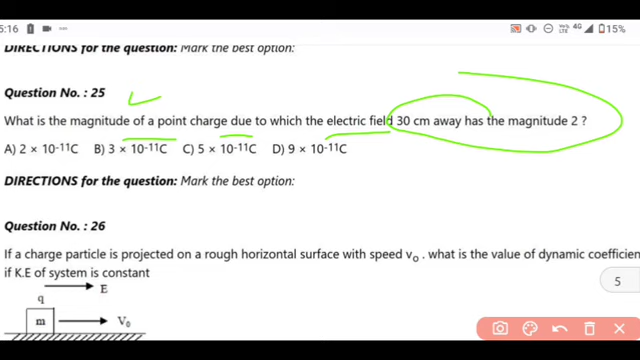 5:16 Vo) LTE 4G 15%
DIRECTIONS for the question: Mark the best option:
Question No. : 25
What is the magnitude of a point charge due to which the electric field 30 cm away has the magnitude 2 ?
A) 2 × 10⁻¹¹C B) 3 × 10⁻¹¹C C) 5 × 10⁻¹¹C D) 9 × 10⁻¹¹C
DIRECTIONS for the question: Mark the best option:
Question No. : 26
If a charge particle is projected on a rough horizontal surface with speed v₀ . what is the value of dynamic coefficien
if K.E of system is constant
E
q
m V₀
5